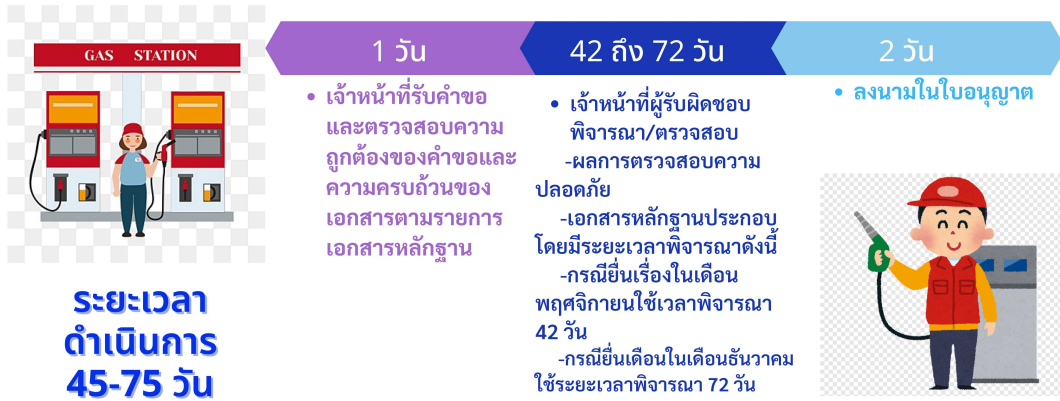 GAS STATION
ระยะเวลา
ดำเนินการ
45-75 วัน
1 วัน
• เจ้าหน้าที่รับคำขอ
และตรวจสอบความ
ถูกต้องของคำขอและ
ความครบถ้วนของ
เอกสารตามรายการ
เอกสารหลักฐาน
42 ถึง 72 วัน
• เจ้าหน้าที่ผู้รับผิดชอบ
พิจารณา/ตรวจสอบ
-ผลการตรวจสอบความ
ปลอดภัย
-เอกสารหลักฐานประกอบ
โดยมีระยะเวลาพิจารณาดังนี้
-กรณียื่นเรื่องในเดือน
พฤศจิกายนใช้เวลาพิจารณา
42 วัน
-กรณียื่นเดือนในเดือนธันวาคม
ใช้ระยะเวลาพิจารณา 72 วัน
2 วัน
• ลงนามในใบอนุญาต